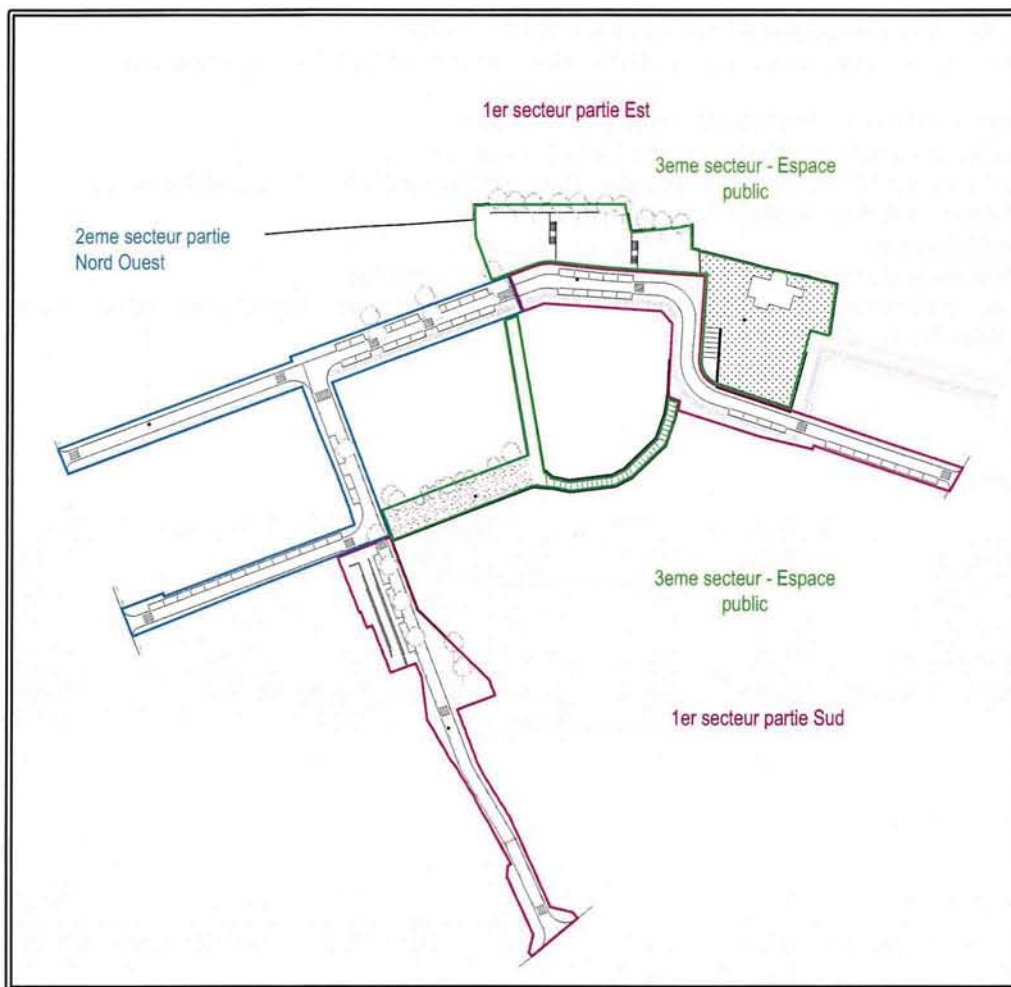 1er secteur partie Est
3eme secteur - Espace
public
2eme secteur partie
Nord Ouest
3eme secteur - Espace
public
1er secteur partie Sud